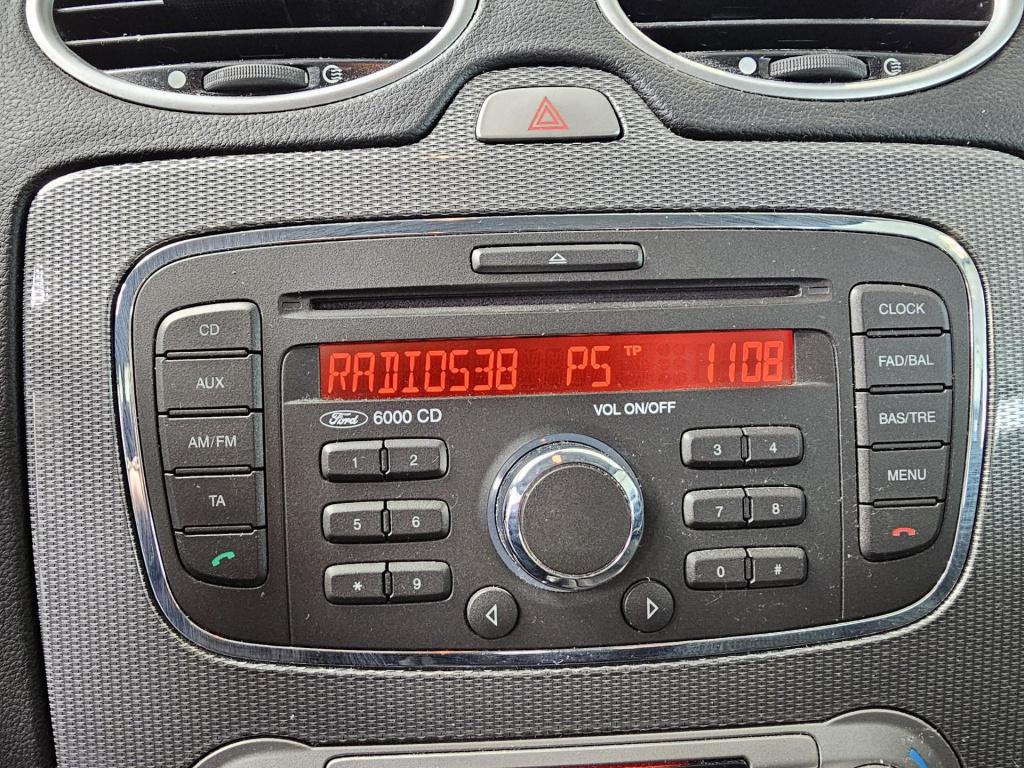 CD
AUX
AM/FM
TA
RADIO538 P5 TP 1108
Ford 6000 CD
VOL ON/OFF
1 2
3 4
5 6
7 8
* 9
0 #
CLOCK
FAD/BAL
BAS/TRE
MENU